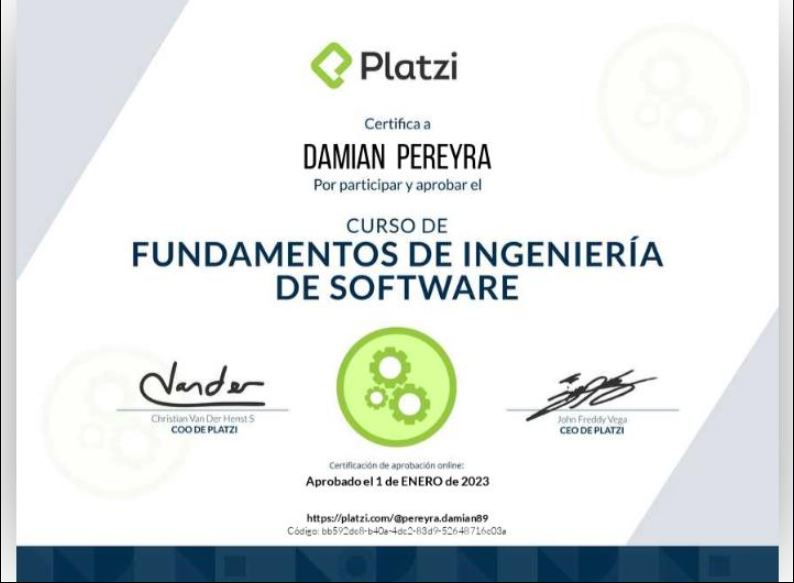 Platzi
Certifica a
DAMIAN PEREYRA
Por participar y aprobar el
CURSO DE
FUNDAMENTOS DE INGENIERÍA
DE SOFTWARE
Vander
Christian Van Der Henst S
COO DE PLATZI
John Freddy Vega
CEO DE PLATZI
Certificación de aprobación online:
Aprobado el 1 de ENERO de 2023
https://platzi.com/@pereyra.damian89
Código: bb592dc8-b40a-4dc2-83d9-52648716c03a